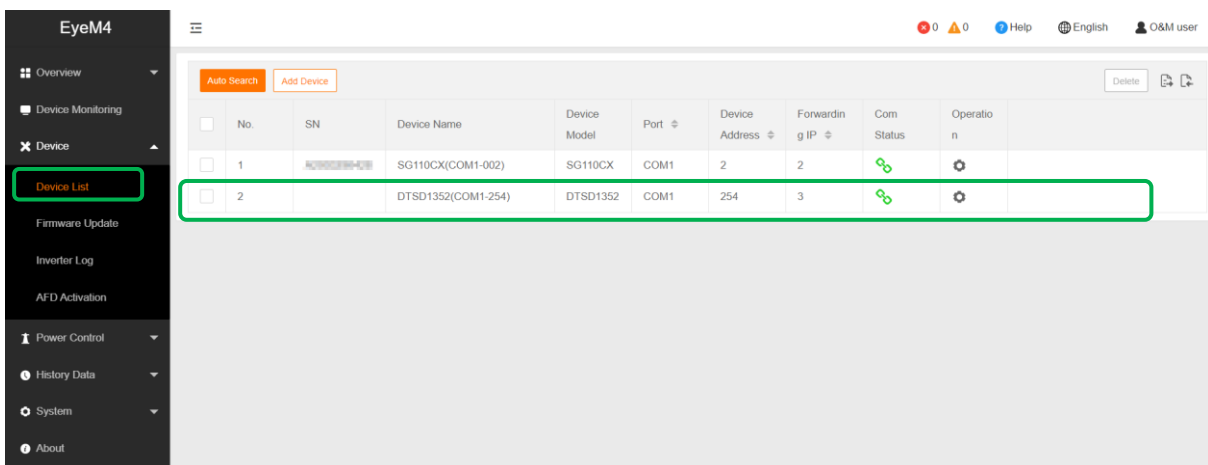 EyeM4
0 0 Help English O&M user
Overview
Device Monitoring
Device
Device List
Firmware Update
Inverter Log
AFD Activation
Power Control
History Data
System
About
Auto Search Add Device Delete
No. SN Device Name Device Model Port Device Address Forwardin g IP Com Status Operatio n
1 SG110CX(COM1-002) SG110CX COM1 2 2
2 DTSD1352(COM1-254) DTSD1352 COM1 254 3